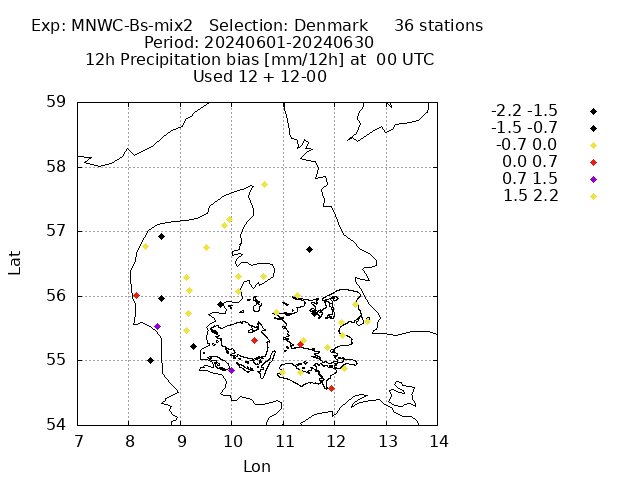 Exp: MNWC-Bs-mix2   Selection: Denmark     36 stations
Period: 20240601-20240630
12h Precipitation bias [mm/12h] at  00 UTC
Used 12 + 12-00
-2.2 -1.5
-1.5 -0.7
-0.7 0.0
0.0 0.7
0.7 1.5
1.5 2.2
59
58
57
56
55
54
Lat
7 8 9 10 11 12 13 14
Lon